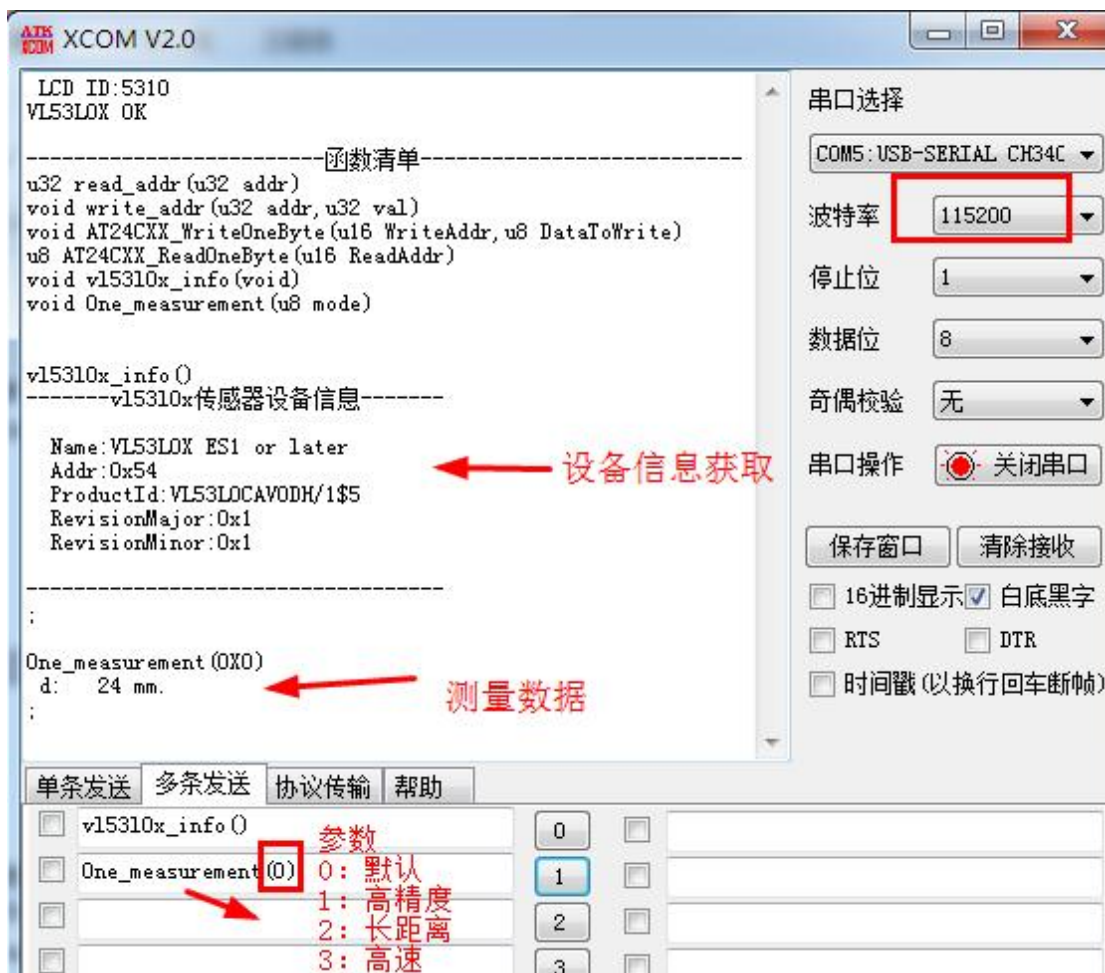 ATK XCOM XCOM V2.0
LCD ID:5310
VL53L0X OK
-------------------------函数清单---------------------------
u32 read_addr(u32 addr)
void write_addr(u32 addr,u32 val)
void AT24CXX_WriteOneByte(u16 WriteAddr,u8 DataToWrite)
u8 AT24CXX_ReadOneByte(u16 ReadAddr)
void vl53l0x_info(void)
void One_measurement(u8 mode)
vl53l0x_info()
-------vl53l0x传感器设备信息-------
Name:VL53L0X ES1 or later
Addr:0x54
ProductId:VL53L0CAV0DH/1$5
RevisionMajor:0x1
RevisionMinor:0x1
设备信息获取
-----------------------------------
;
One_measurement(0X0)
d: 24 mm.
测量数据
;
串口选择
COM5:USB-SERIAL CH34C
波特率 115200
停止位 1
数据位 8
奇偶校验 无
串口操作 关闭串口
保存窗口 清除接收
16进制显示 白底黑字
RTS DTR
时间戳(以换行回车断帧)
单条发送 多条发送 协议传输 帮助
vl53l0x_info() 0
One_measurement(0) 1
2
3
参数
0：默认
1：高精度
2：长距离
3：高速